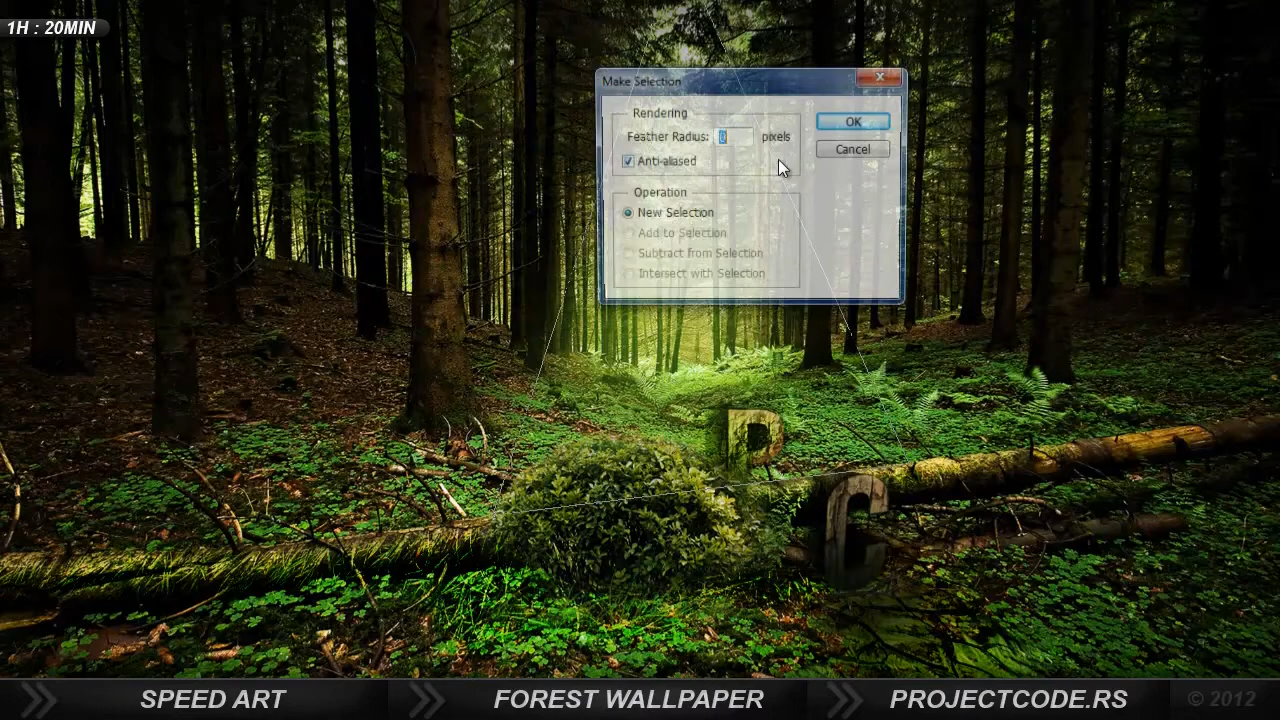 1H : 20MIN
Make Selection
Rendering
Feather Radius: 0 pixels
Anti-aliased
OK
Cancel
Operation
New Selection
Add to Selection
Subtract from Selection
Intersect with Selection
P
C
SPEED ART
FOREST WALLPAPER
PROJECTCODE.RS
© 2012